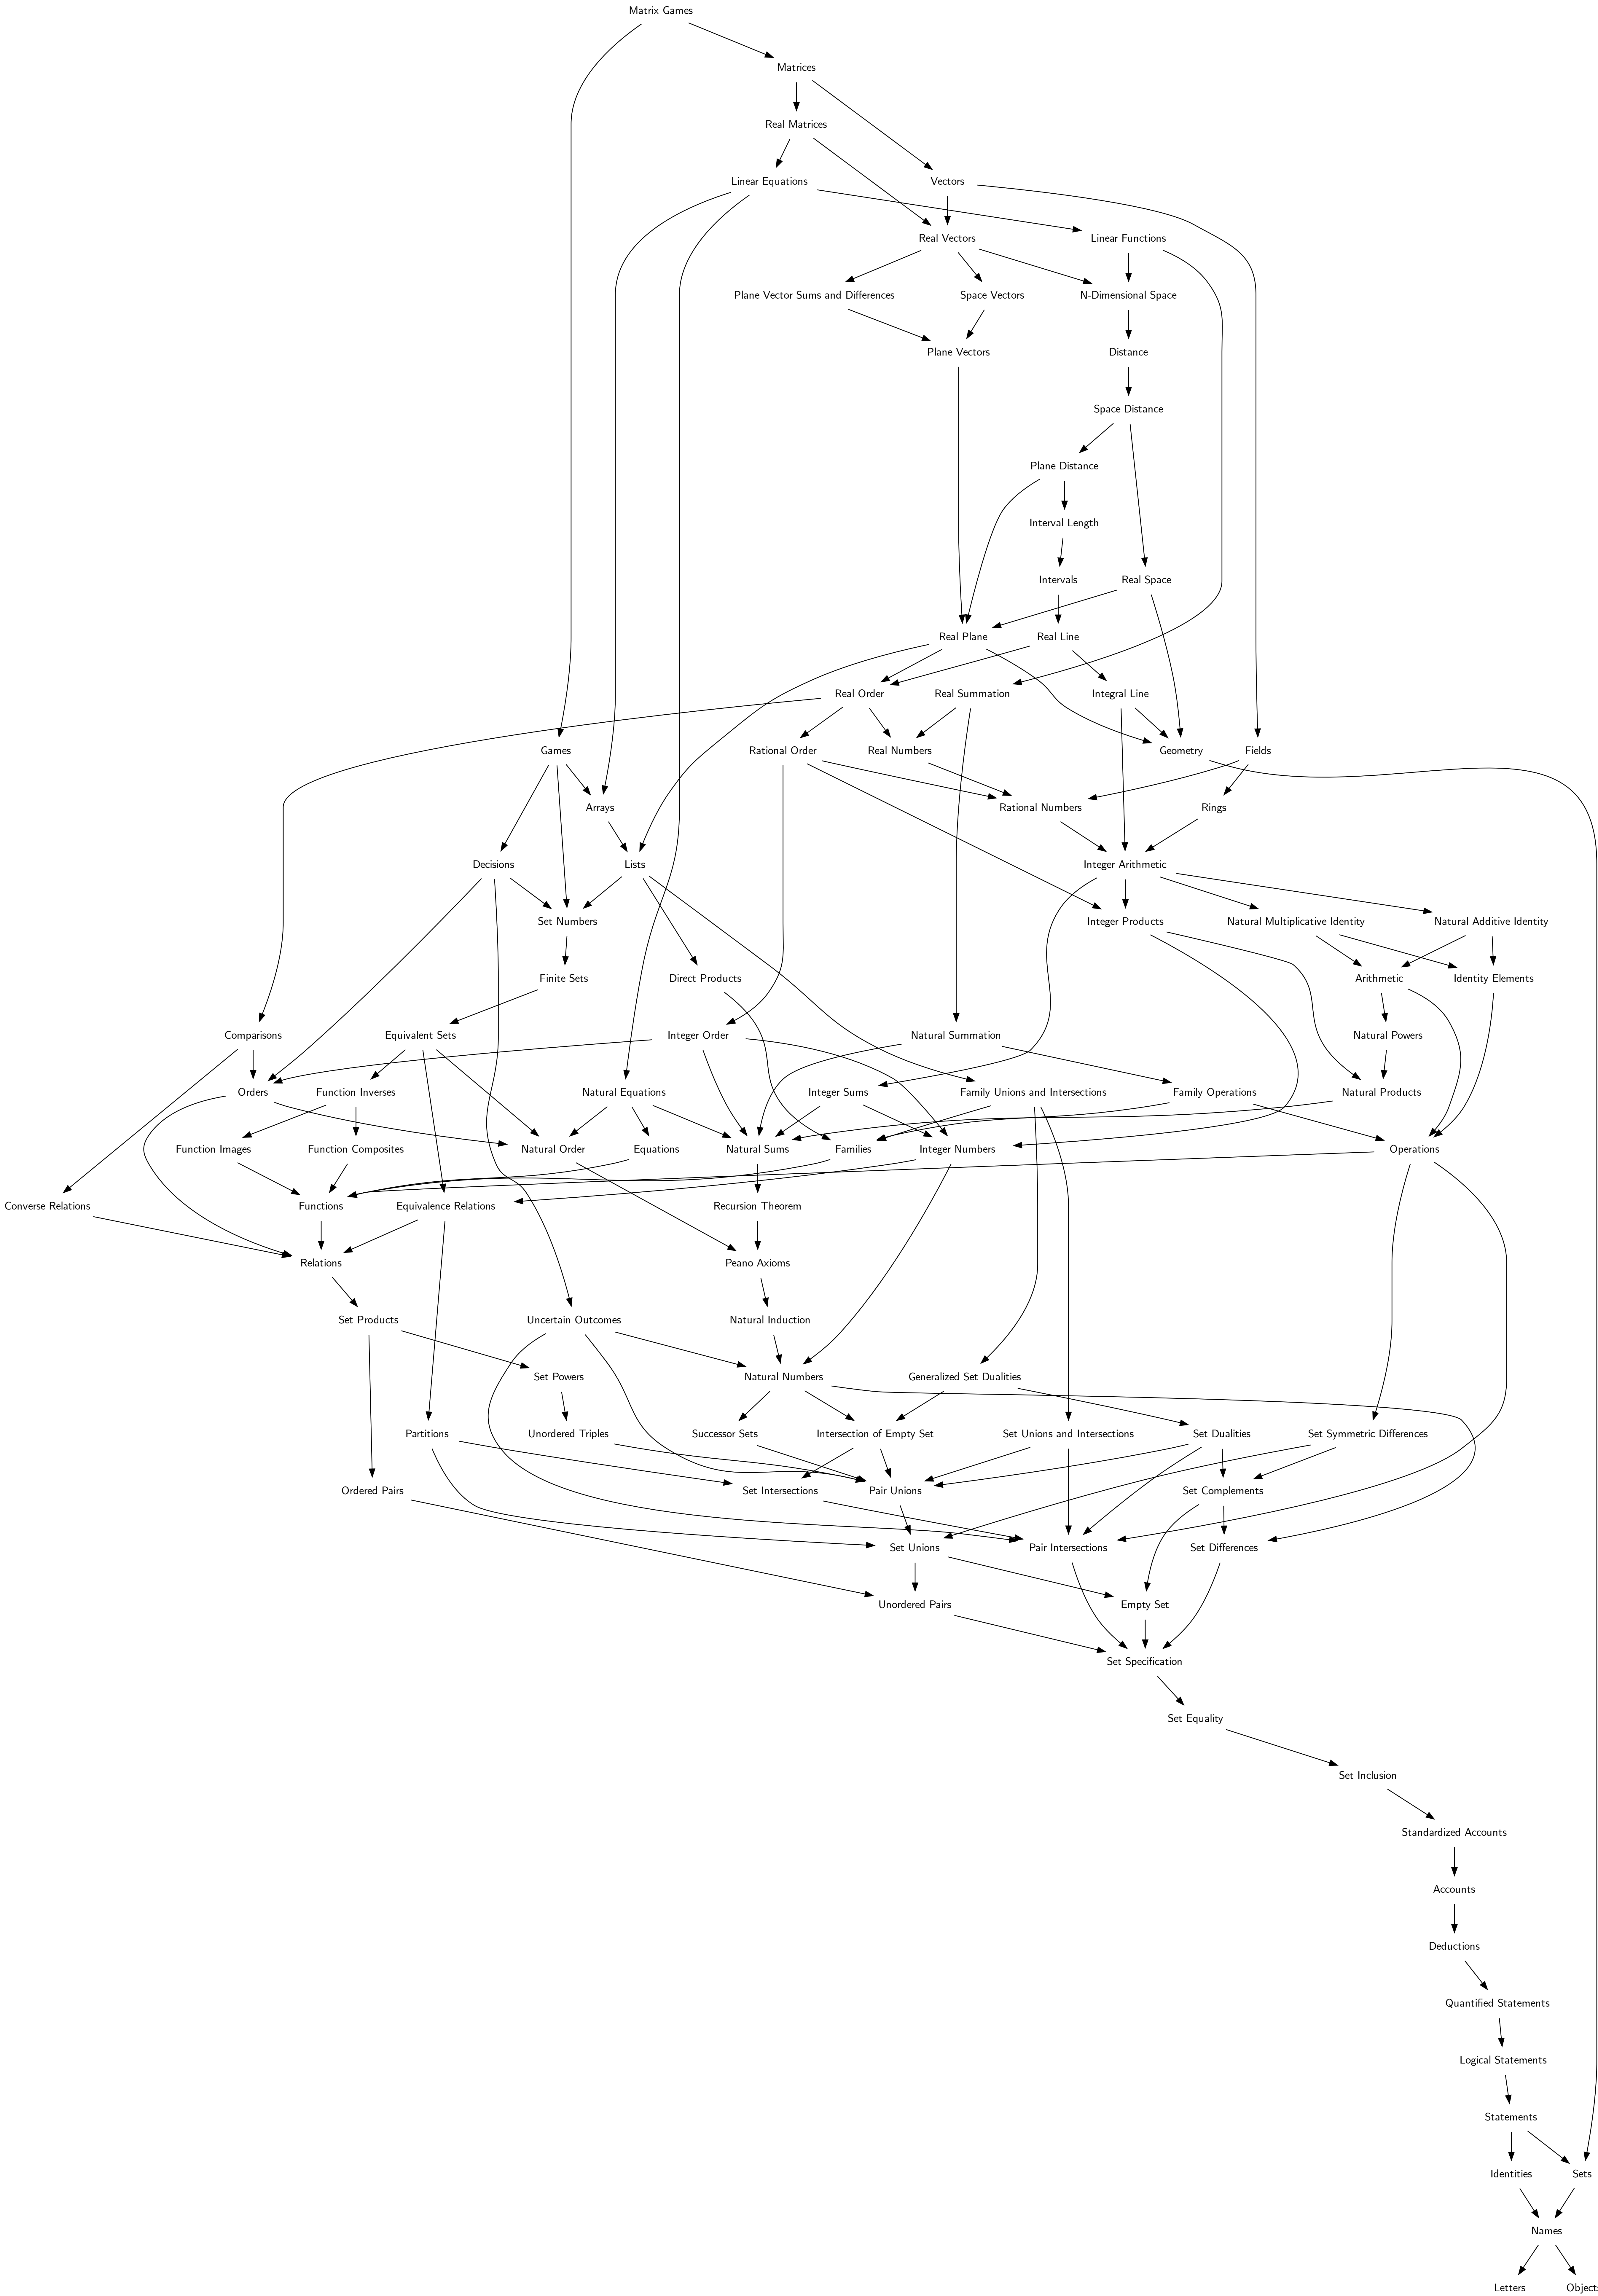 Matrix Games
Matrices
Real Matrices
Linear Equations
Vectors
Real Vectors
Linear Functions
Plane Vector Sums and Differences
Space Vectors
N-Dimensional Space
Plane Vectors
Distance
Space Distance
Plane Distance
Interval Length
Intervals
Real Space
Real Plane
Real Line
Real Order
Real Summation
Integral Line
Games
Rational Order
Real Numbers
Geometry
Fields
Arrays
Rational Numbers
Rings
Decisions
Lists
Integer Arithmetic
Set Numbers
Integer Products
Natural Multiplicative Identity
Natural Additive Identity
Finite Sets
Direct Products
Arithmetic
Identity Elements
Comparisons
Equivalent Sets
Integer Order
Natural Summation
Natural Powers
Orders
Function Inverses
Natural Equations
Integer Sums
Family Unions and Intersections
Family Operations
Natural Products
Function Images
Function Composites
Natural Order
Equations
Natural Sums
Families
Integer Numbers
Operations
Converse Relations
Functions
Equivalence Relations
Recursion Theorem
Relations
Peano Axioms
Set Products
Uncertain Outcomes
Natural Induction
Set Powers
Natural Numbers
Generalized Set Dualities
Partitions
Unordered Triples
Successor Sets
Intersection of Empty Set
Set Unions and Intersections
Set Dualities
Set Symmetric Differences
Ordered Pairs
Set Intersections
Pair Unions
Set Complements
Set Unions
Pair Intersections
Set Differences
Unordered Pairs
Empty Set
Set Specification
Set Equality
Set Inclusion
Standardized Accounts
Accounts
Deductions
Quantified Statements
Logical Statements
Statements
Identities
Sets
Names
Letters
Object